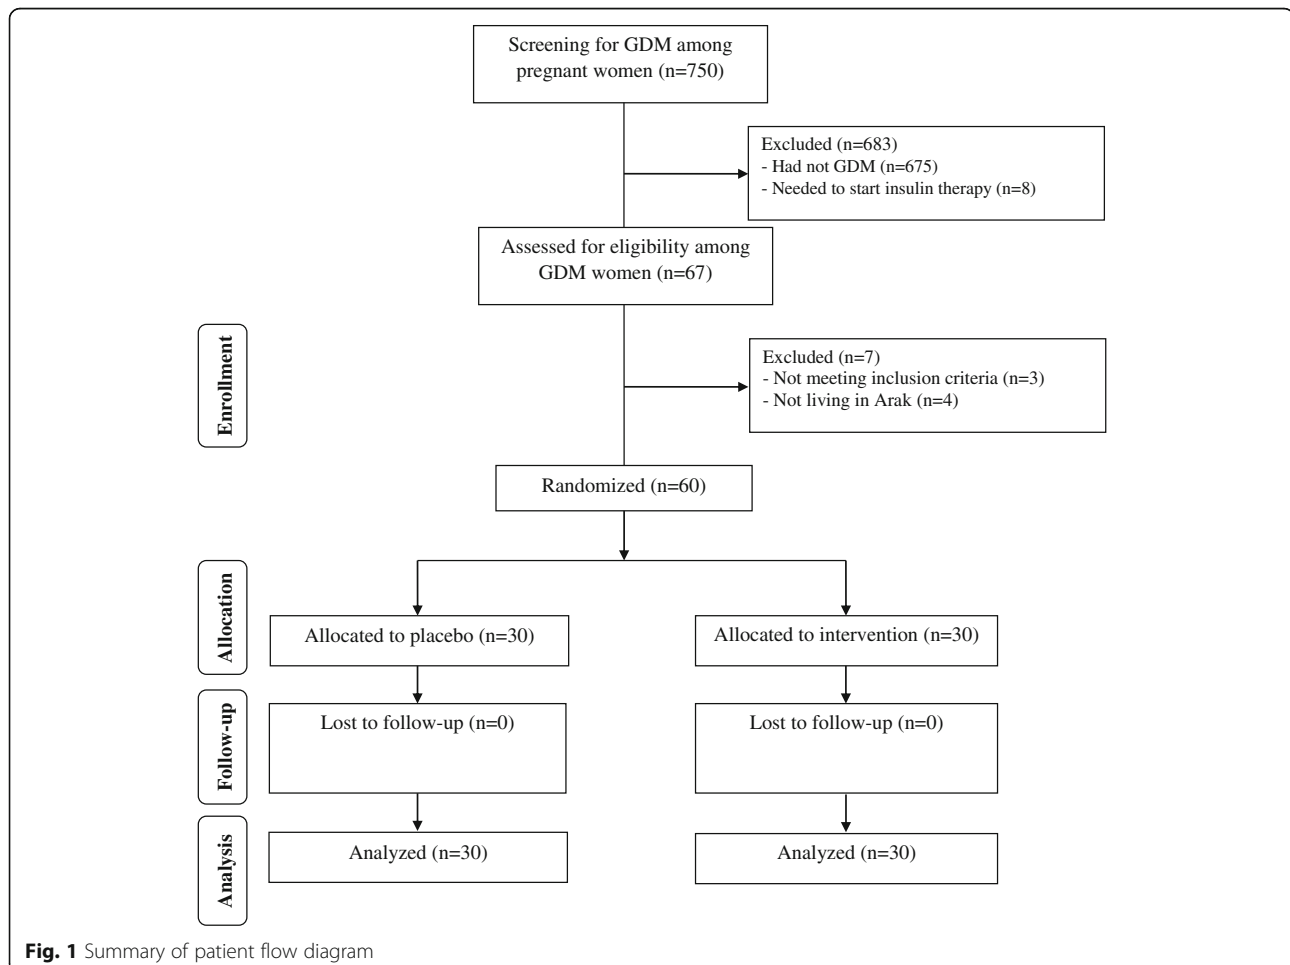 Screening for GDM among
pregnant women (n=750)
Excluded (n=683)
- Had not GDM (n=675)
- Needed to start insulin therapy (n=8)
Assessed for eligibility among
GDM women (n=67)
Enrollment
Excluded (n=7)
- Not meeting inclusion criteria (n=3)
- Not living in Arak (n=4)
Randomized (n=60)
Allocation
Allocated to placebo (n=30)
Allocated to intervention (n=30)
Follow-up
Lost to follow-up (n=0)
Lost to follow-up (n=0)
Analysis
Analyzed (n=30)
Analyzed (n=30)
Fig. 1 Summary of patient flow diagram